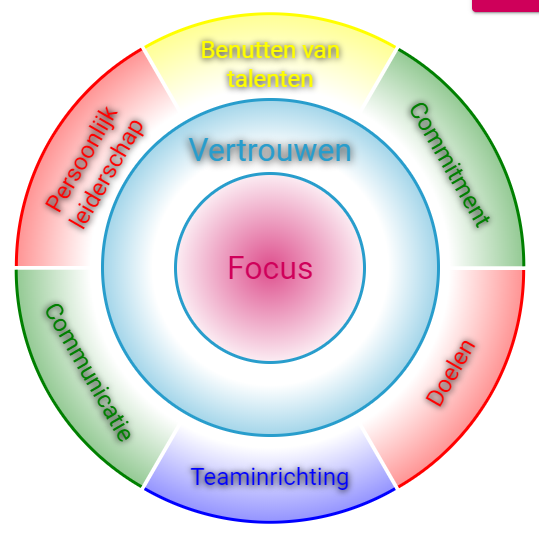 Benutten van
talenten
Commitment
Persoonlijk
leiderschap
Vertrouwen
Focus
Communicatie
Doelen
Teaminrichting